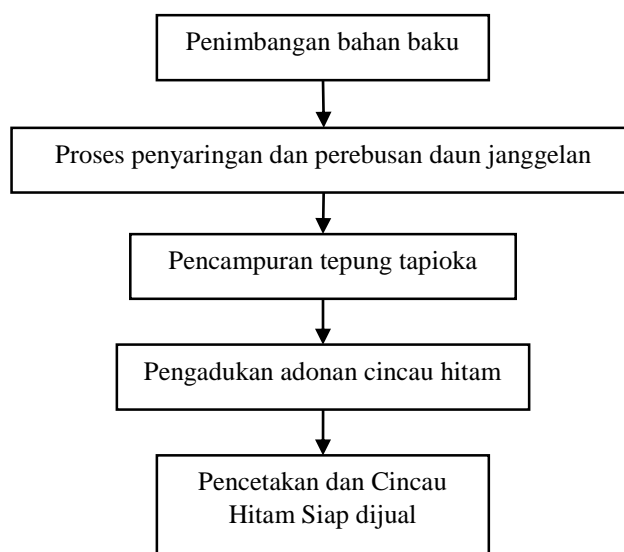 Penimbangan bahan baku
Proses penyaringan dan perebusan daun janggelan
Pencampuran tepung tapioka
Pengadukan adonan cincau hitam
Pencetakan dan Cincau
Hitam Siap dijual